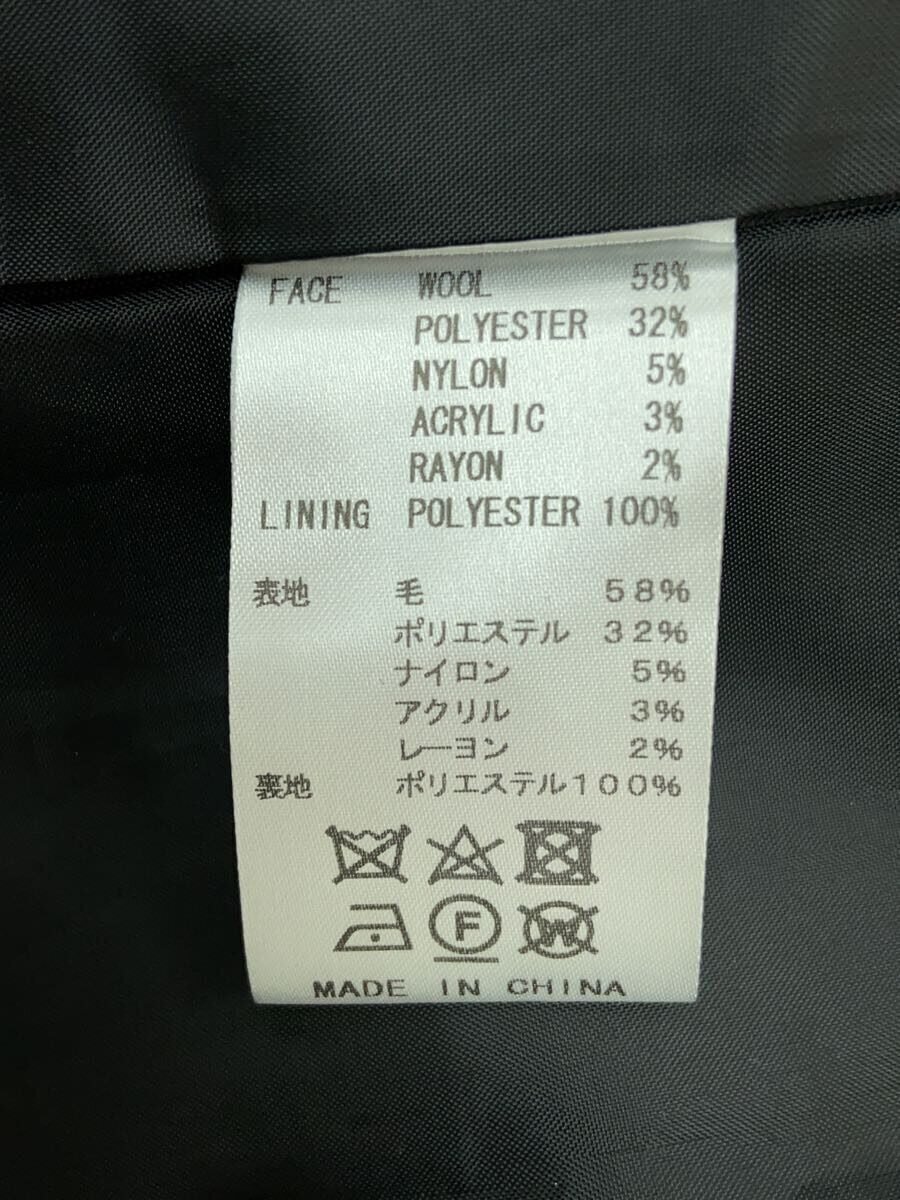 FACE WOOL 58%
POLYESTER 32%
NYLON 5%
ACRYLIC 3%
RAYON 2%
LINING POLYESTER 100%
表地 毛 58%
ポリエステル 32%
ナイロン 5%
アクリル 3%
レーヨン 2%
裏地 ポリエステル100%
F W
MADE IN CHINA